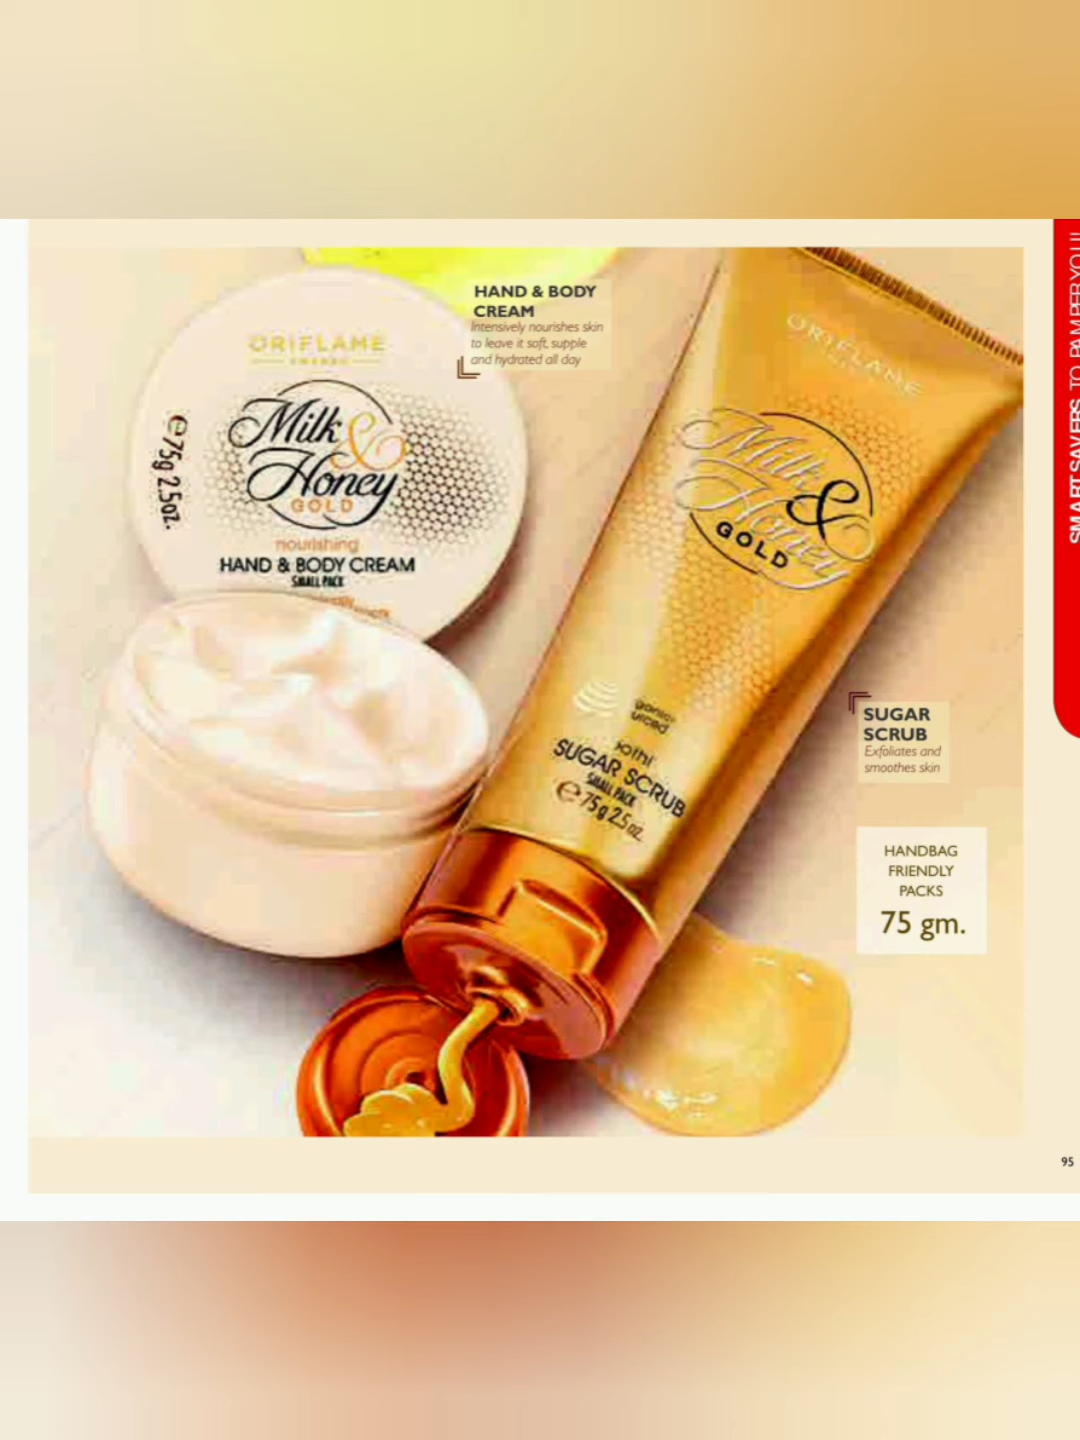 HAND & BODY
CREAM
Intensively nourishes skin
to leave it soft, supple
and hydrated all day
ORIFLAME
SWEDEN
Milk &
Honey
GOLD
nourishing
HAND & BODY CREAM
SMALL PACK
℮75g 2.5oz.
ORIFLAME
Milk &
Honey
GOLD
SUGAR SCRUB
SMALL PACK
℮75g 2.5oz.
SUGAR
SCRUB
Exfoliates and
smoothes skin
HANDBAG
FRIENDLY
PACKS
75 gm.
SMART SAVERS TO PAMPER YOU!
95